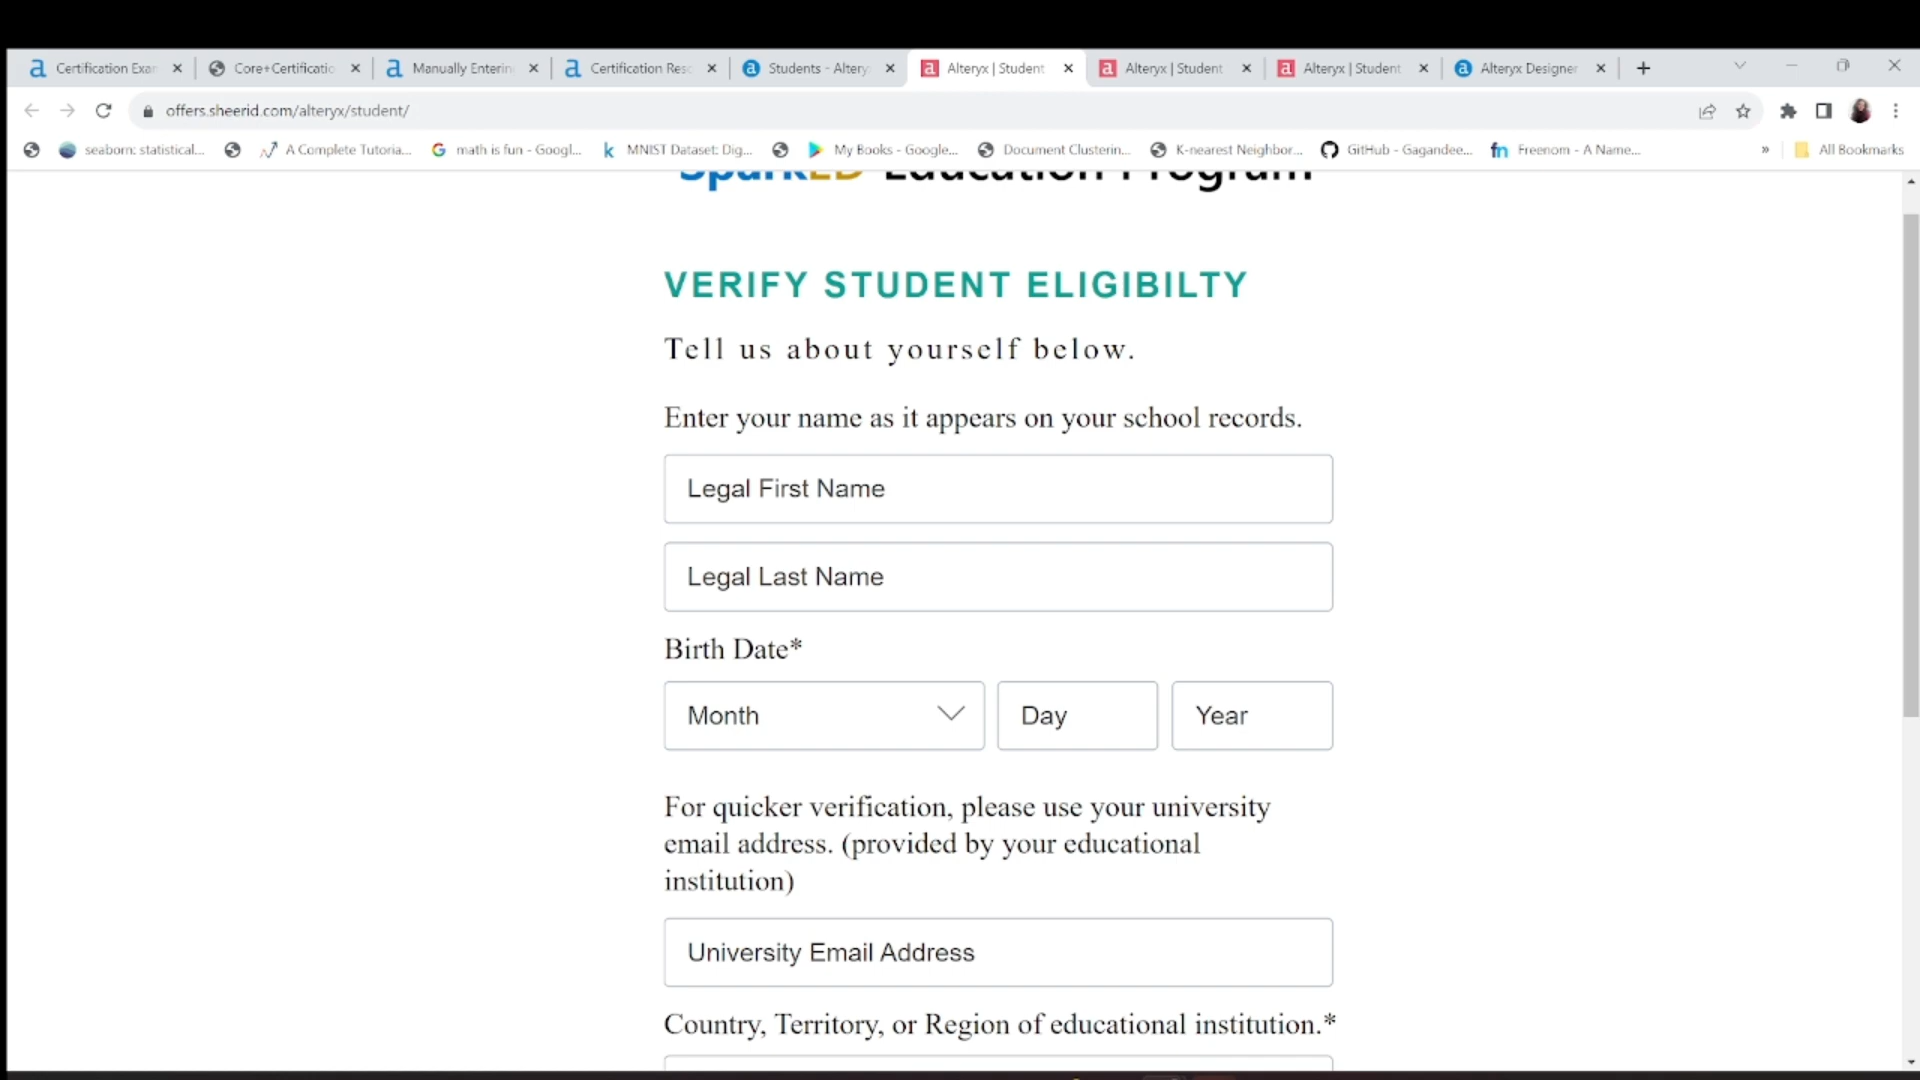 Certification Exar
Core+Certificatio
Manually Enterin
Certification Resc
Students - Altery
Alteryx | Student
Alteryx | Student
Alteryx | Student
Alteryx Designer
offers.sheerid.com/alteryx/student/
seaborn: statistical...
A Complete Tutoria...
math is fun - Googl...
MNIST Dataset: Dig...
My Books - Google...
Document Clusterin...
K-nearest Neighbor...
GitHub - Gagandee...
Freenom - A Name...
»
All Bookmarks
SparkED Education Program
VERIFY STUDENT ELIGIBILTY
Tell us about yourself below.
Enter your name as it appears on your school records.
Legal First Name
Legal Last Name
Birth Date*
Month
Day
Year
For quicker verification, please use your university
email address. (provided by your educational
institution)
University Email Address
Country, Territory, or Region of educational institution.*